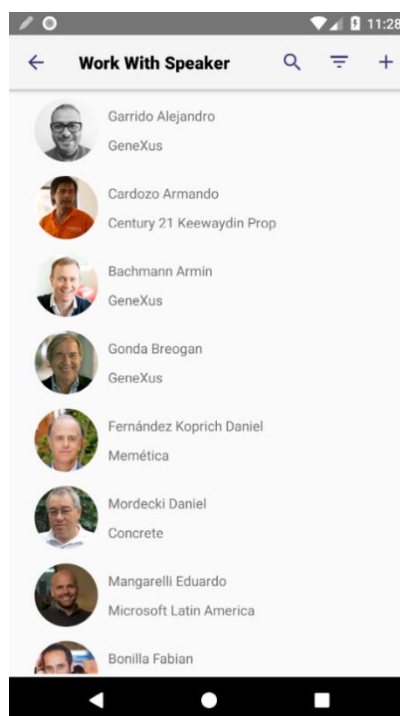 11:28
Work With Speaker
Garrido Alejandro
GeneXus
Cardozo Armando
Century 21 Keewaydin Prop
Bachmann Armin
GeneXus
Gonda Breogan
GeneXus
Fernández Koprich Daniel
Memética
Mordecki Daniel
Concrete
Mangarelli Eduardo
Microsoft Latin America
Bonilla Fabian